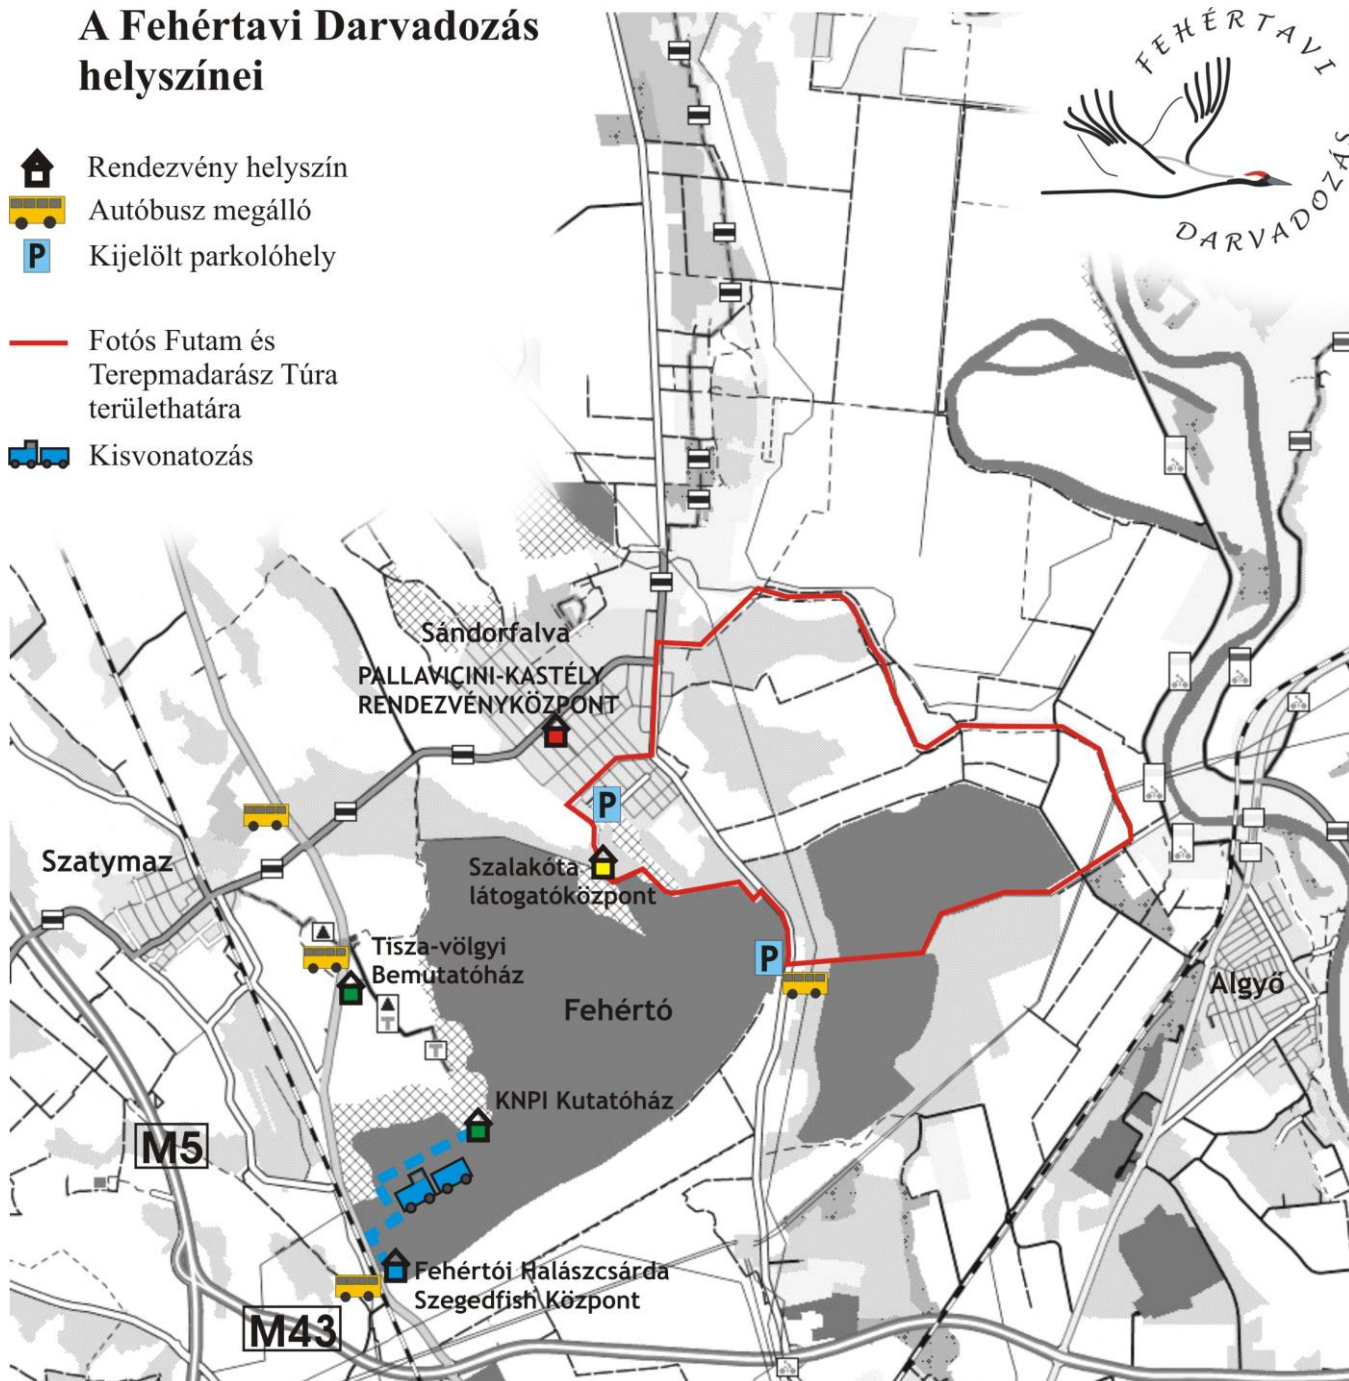 A Fehértavi Darvadozás
helyszínei
FEHÉRTAVI
DARVADOZÁS
Rendezvény helyszín
Autóbusz megálló
P
Kijelölt parkolóhely
Fotós Futam és
Terepmadarász Túra
területhatára
Kisvonatozás
Sándorfalva
PALLAVICINI-KASTÉLY
RENDEZVÉNYKÖZPONT
P
Szatymaz
Szalakóta
látogatóközpont
Tisza-völgyi
Bemutatóház
P
Fehértó
Algyő
T
T
KNPI Kutatóház
M5
Fehértói Halászcsárda
Szegedfish Központ
M43